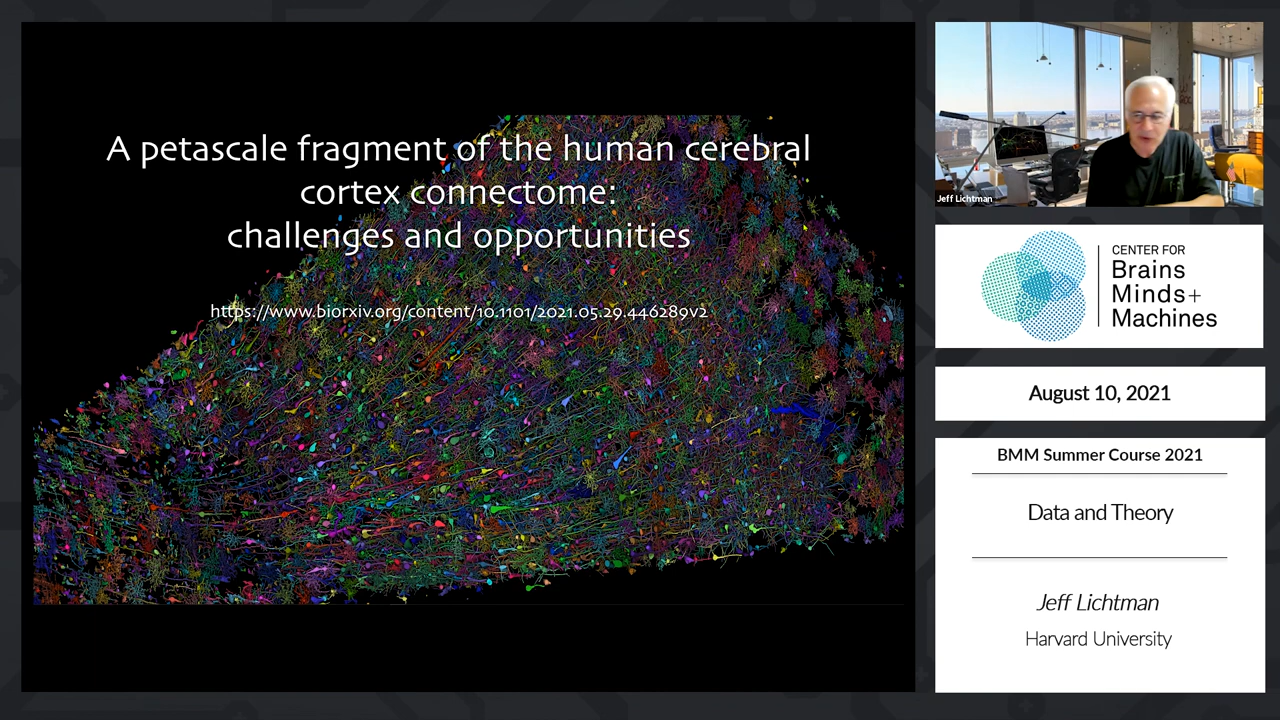 A petascale fragment of the human cerebral
cortex connectome:
challenges and opportunities
https://www.biorxiv.org/content/10.1101/2021.05.29.446289v2
Jeff Lichtman
CENTER FOR
Brains
Minds+
Machines
August 10, 2021
BMM Summer Course 2021
Data and Theory
Jeff Lichtman
Harvard University